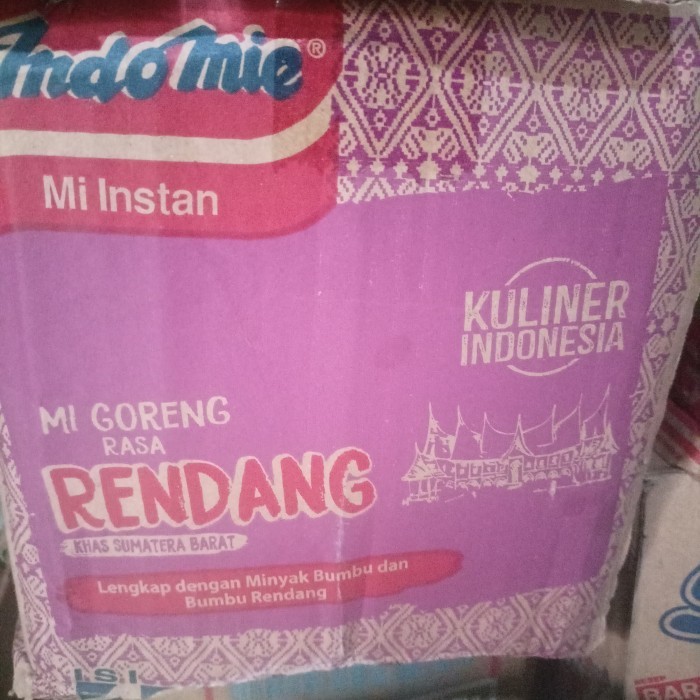 Indomie®
Mi Instan
KULINER
INDONESIA
MI GORENG
RASA
RENDANG
KHAS SUMATERA BARAT
Lengkap dengan Minyak Bumbu dan
Bumbu Rendang
ISI